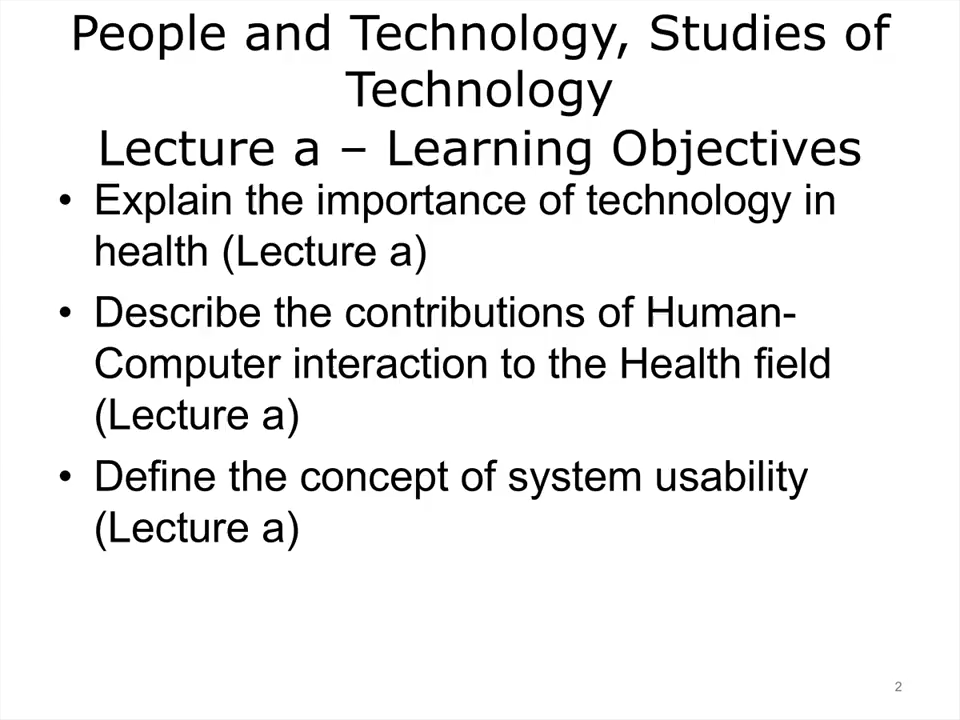 People and Technology, Studies of
Technology
Lecture a – Learning Objectives
• Explain the importance of technology in
health (Lecture a)
• Describe the contributions of Human-
Computer interaction to the Health field
(Lecture a)
• Define the concept of system usability
(Lecture a)
2